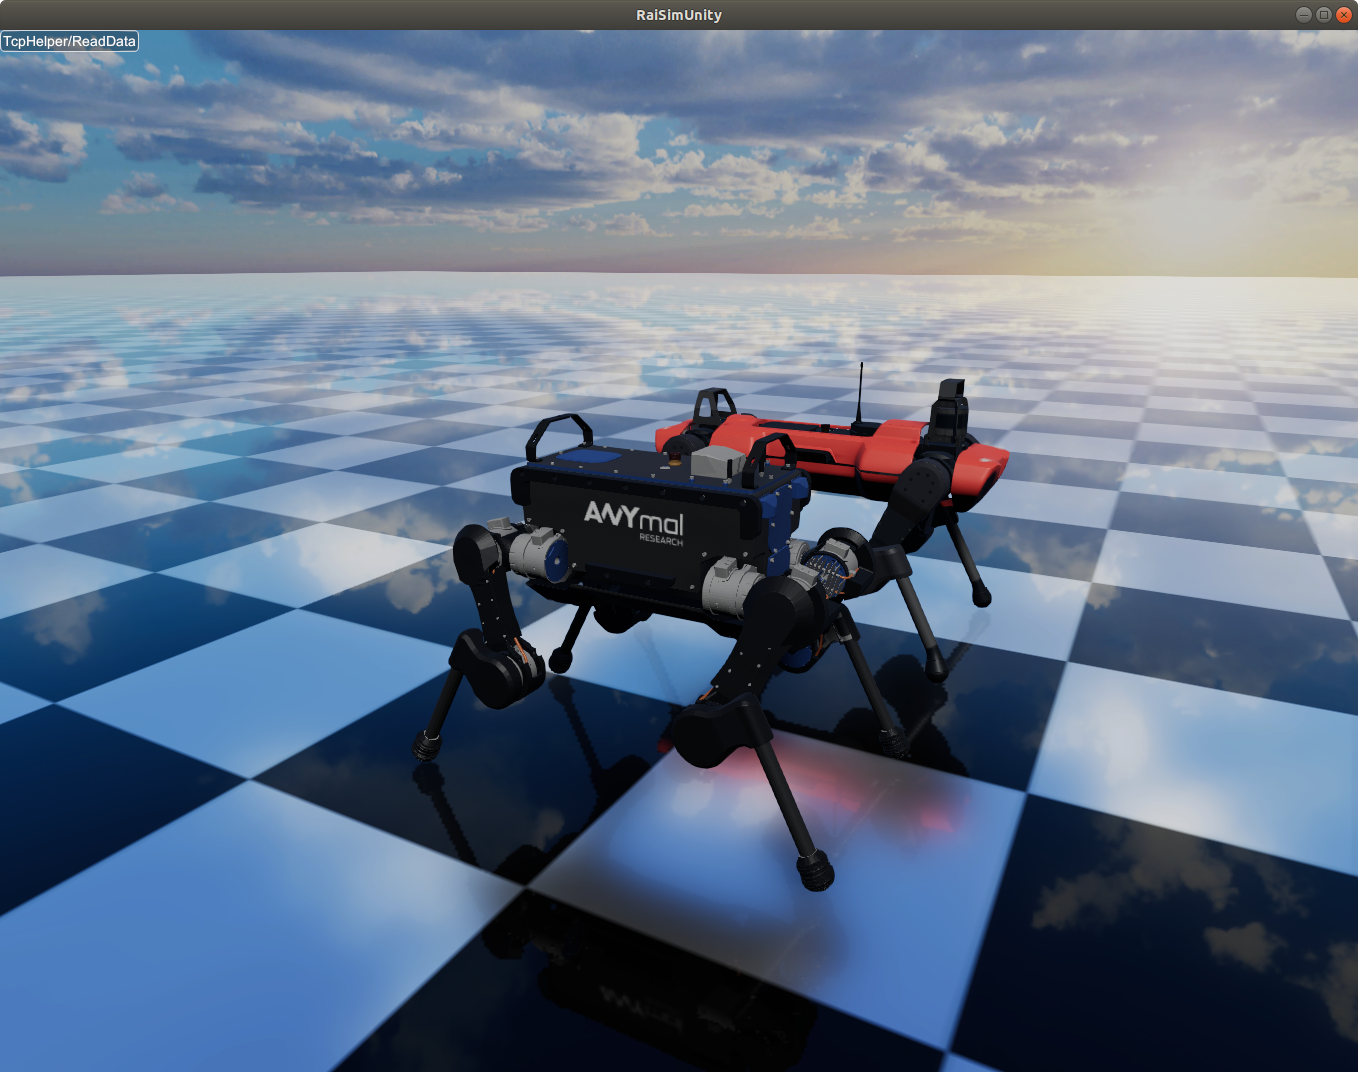 RaiSimUnity
TcpHelper/ReadData
ANYmal
RESEARCH